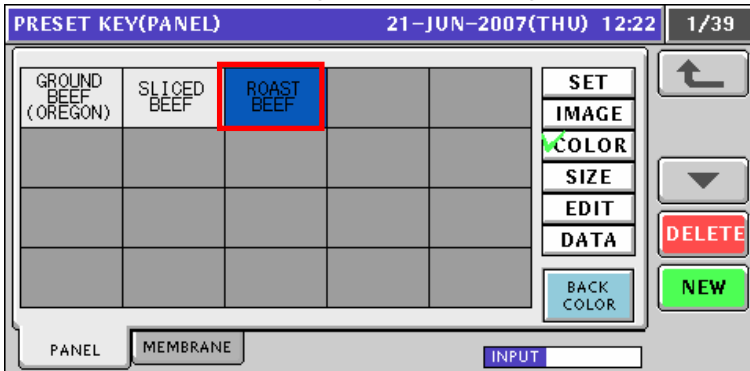 PRESET KEY(PANEL) 21-JUN-2007(THU) 12:22 1/39
GROUND
BEEF
(OREGON)
SLICED
BEEF
ROAST
BEEF
SET
IMAGE
COLOR
SIZE
EDIT
DATA
BACK
COLOR
DELETE
NEW
PANEL
MEMBRANE
INPUT